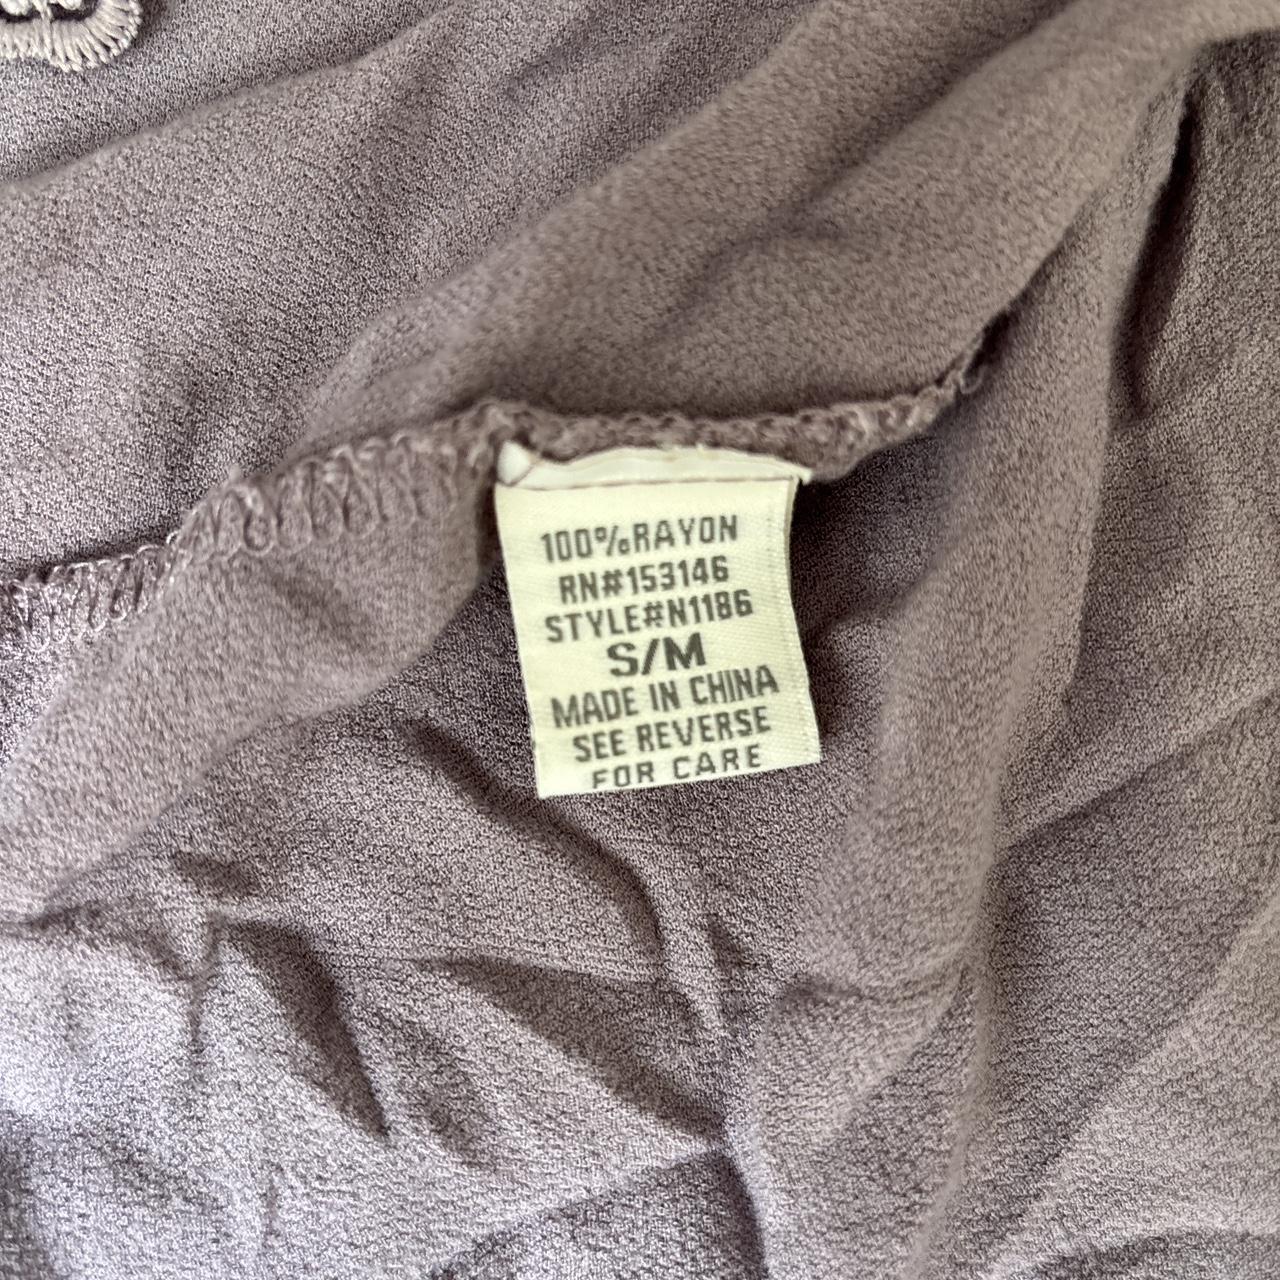 100%RAYON
RN#153146
STYLE#N1186
S/M
MADE IN CHINA
SEE REVERSE
FOR CARE